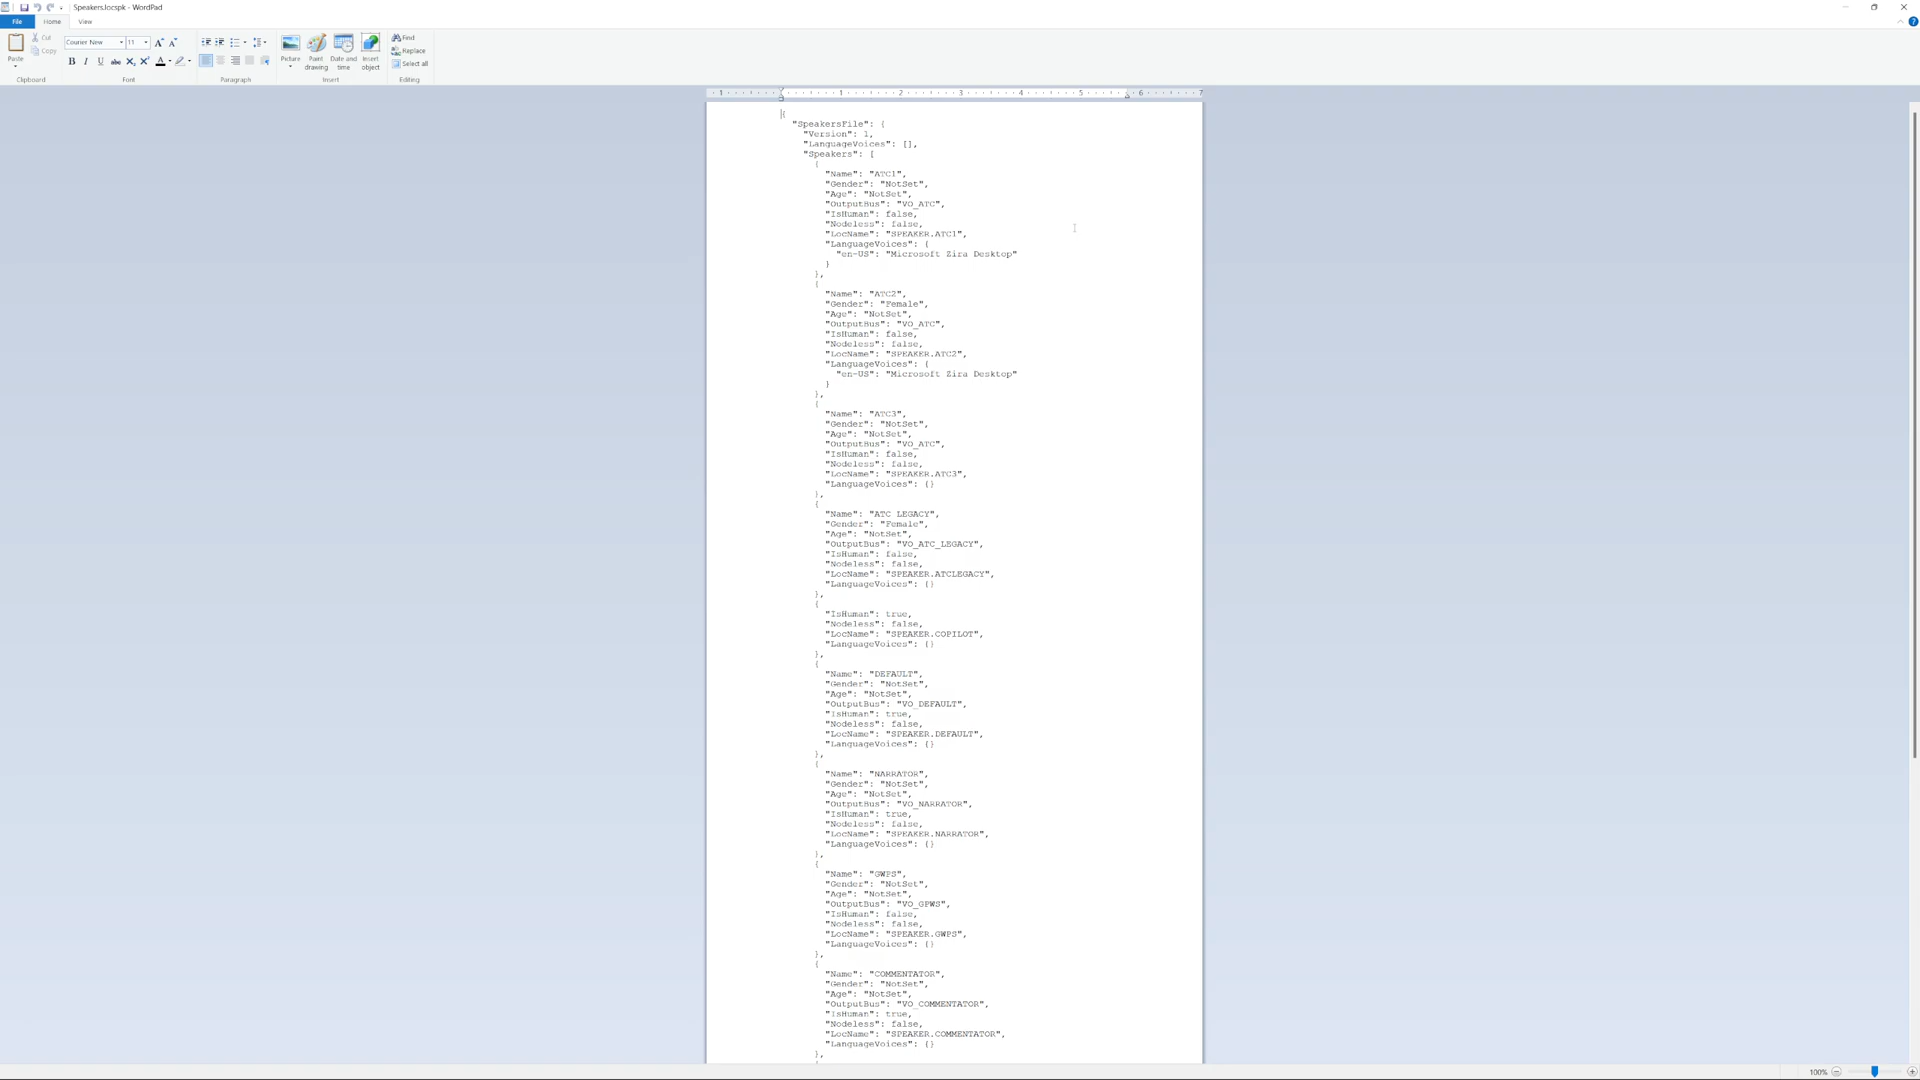 Speakers.locspk - WordPad
File
Home
View
Paste
Cut
Copy
Clipboard
Courier New
11
Font
Paragraph
Picture
Paint drawing
Date and time
Insert object
Insert
Find
Replace
Select all
Editing
1 1 2 3 4 5 6 7
{
"SpeakersFile": {
"Version": 1,
"LanguageVoices": [],
"Speakers": [
{
"Name": "ATC1",
"Gender": "NotSet",
"Age": "NotSet",
"OutputBus": "VO_ATC",
"IsHuman": false,
"Nodeless": false,
"LocName": "SPEAKER.ATC1",
"LanguageVoices": {
"en-US": "Microsoft Zira Desktop"
}
},
{
"Name": "ATC2",
"Gender": "Female",
"Age": "NotSet",
"OutputBus": "VO_ATC",
"IsHuman": false,
"Nodeless": false,
"LocName": "SPEAKER.ATC2",
"LanguageVoices": {
"en-US": "Microsoft Zira Desktop"
}
},
{
"Name": "ATC3",
"Gender": "NotSet",
"Age": "NotSet",
"OutputBus": "VO_ATC",
"IsHuman": false,
"Nodeless": false,
"LocName": "SPEAKER.ATC3",
"LanguageVoices": {}
},
{
"Name": "ATC LEGACY",
"Gender": "Female",
"Age": "NotSet",
"OutputBus": "VO_ATC_LEGACY",
"IsHuman": false,
"Nodeless": false,
"LocName": "SPEAKER.ATCLEGACY",
"LanguageVoices": {}
},
{
"IsHuman": true,
"Nodeless": false,
"LocName": "SPEAKER.COPILOT",
"LanguageVoices": {}
},
{
"Name": "DEFAULT",
"Gender": "NotSet",
"Age": "NotSet",
"OutputBus": "VO_DEFAULT",
"IsHuman": true,
"Nodeless": false,
"LocName": "SPEAKER.DEFAULT",
"LanguageVoices": {}
},
{
"Name": "NARRATOR",
"Gender": "NotSet",
"Age": "NotSet",
"OutputBus": "VO_NARRATOR",
"IsHuman": true,
"Nodeless": false,
"LocName": "SPEAKER.NARRATOR",
"LanguageVoices": {}
},
{
"Name": "GWPS",
"Gender": "NotSet",
"Age": "NotSet",
"OutputBus": "VO_GPWS",
"IsHuman": false,
"Nodeless": false,
"LocName": "SPEAKER.GWPS",
"LanguageVoices": {}
},
{
"Name": "COMMENTATOR",
"Gender": "NotSet",
"Age": "NotSet",
"OutputBus": "VO_COMMENTATOR",
"IsHuman": true,
"Nodeless": false,
"LocName": "SPEAKER.COMMENTATOR",
"LanguageVoices": {}
},
100%